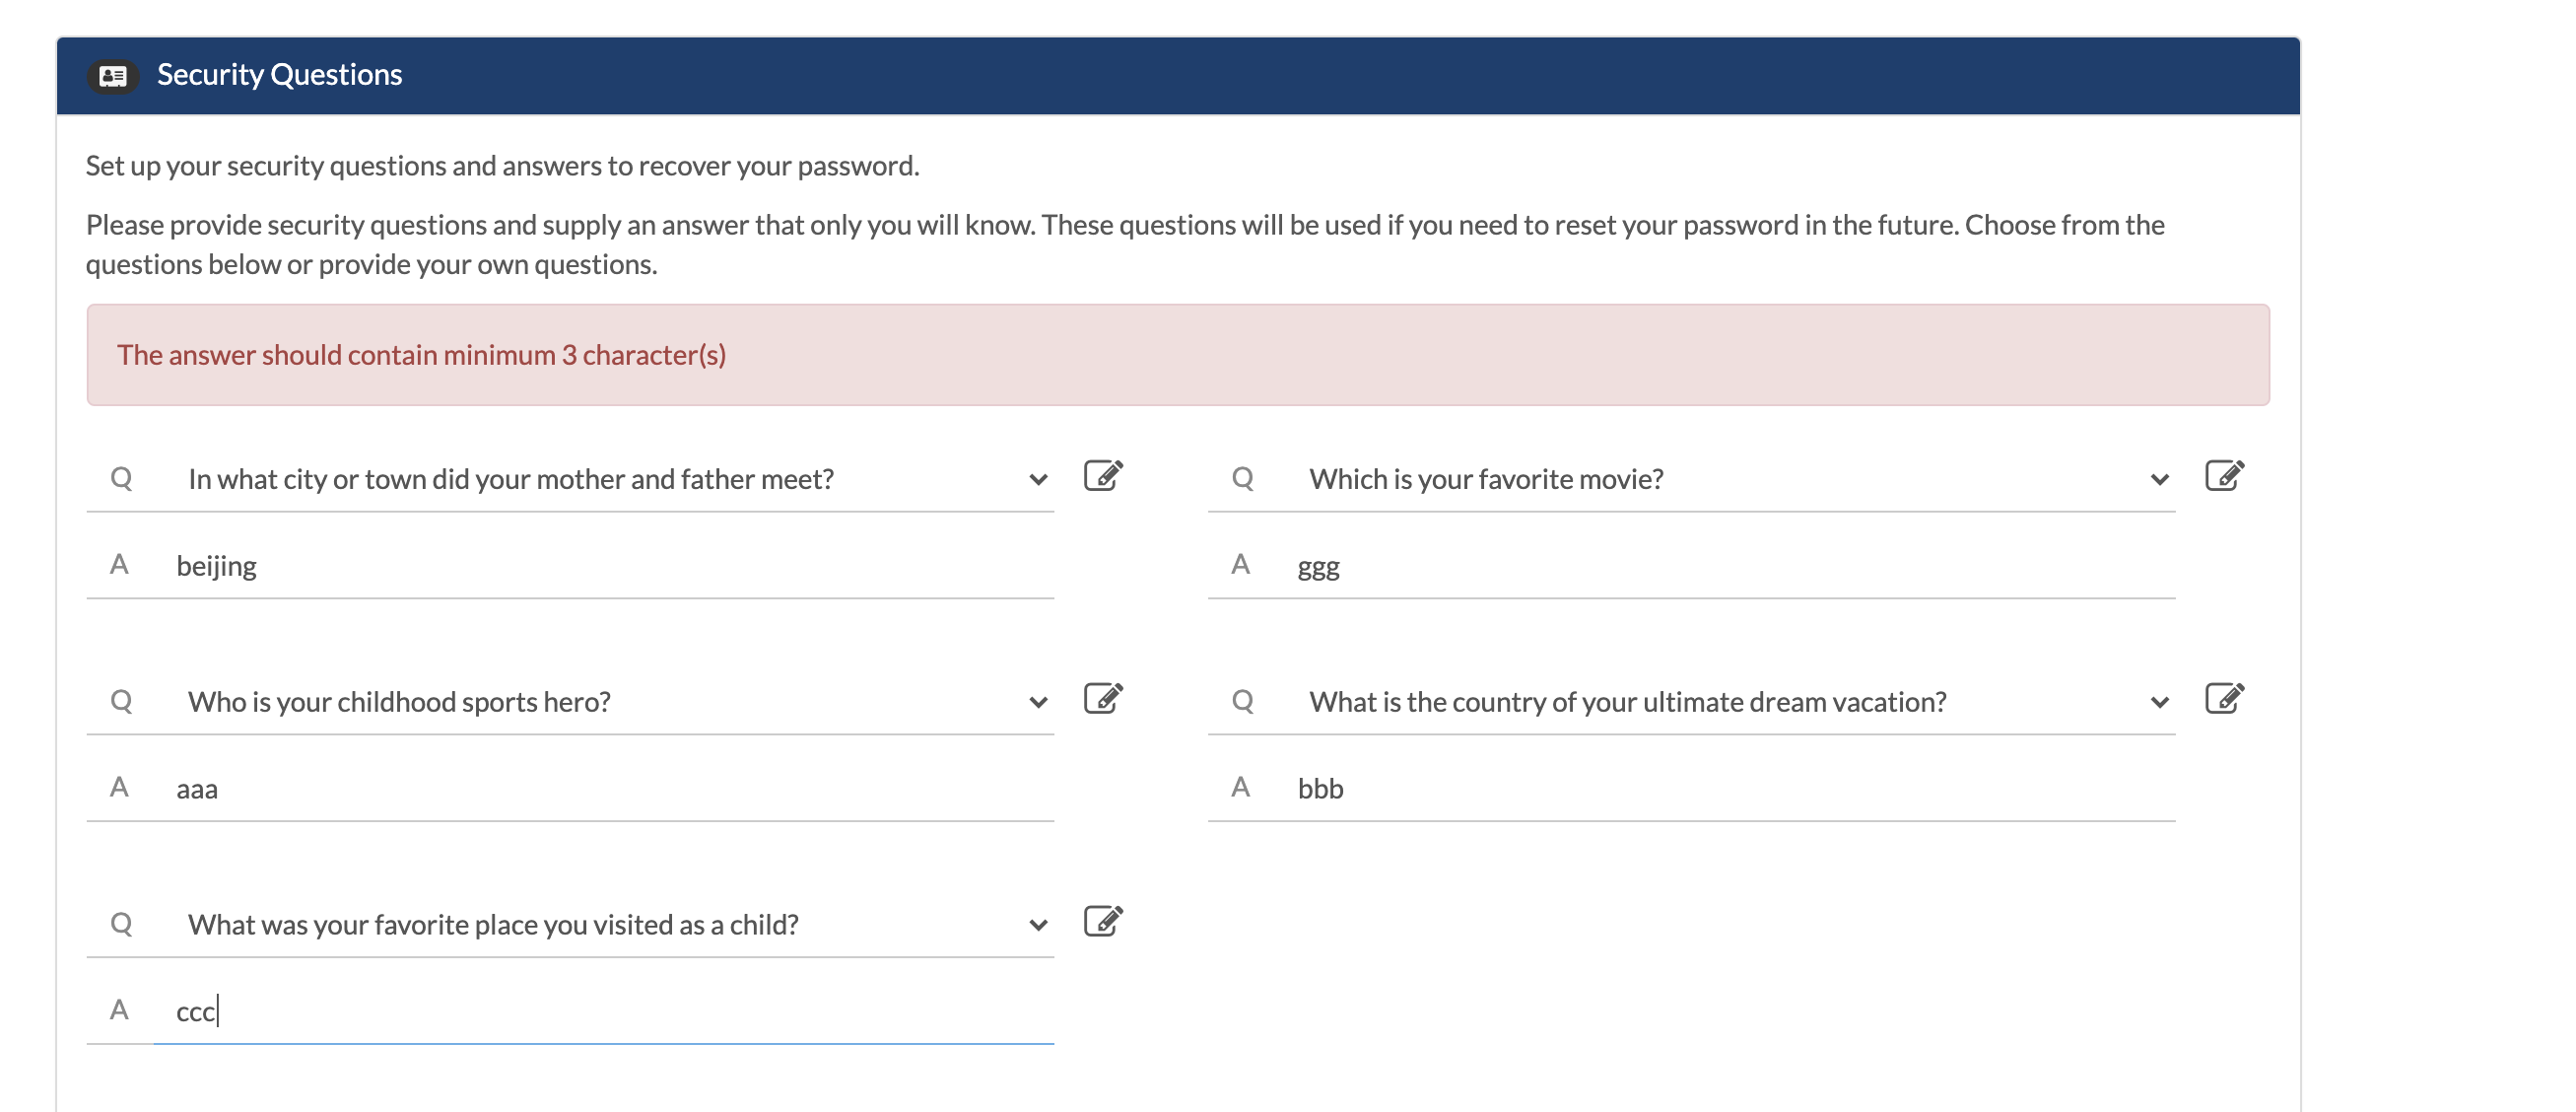 Security Questions
Set up your security questions and answers to recover your password.
Please provide security questions and supply an answer that only you will know. These questions will be used if you need to reset your password in the future. Choose from the
questions below or provide your own questions.
The answer should contain minimum 3 character(s)
Q In what city or town did your mother and father meet?
A beijing
Q Which is your favorite movie?
A ggg
Q Who is your childhood sports hero?
A aaa
Q What is the country of your ultimate dream vacation?
A bbb
Q What was your favorite place you visited as a child?
A ccc